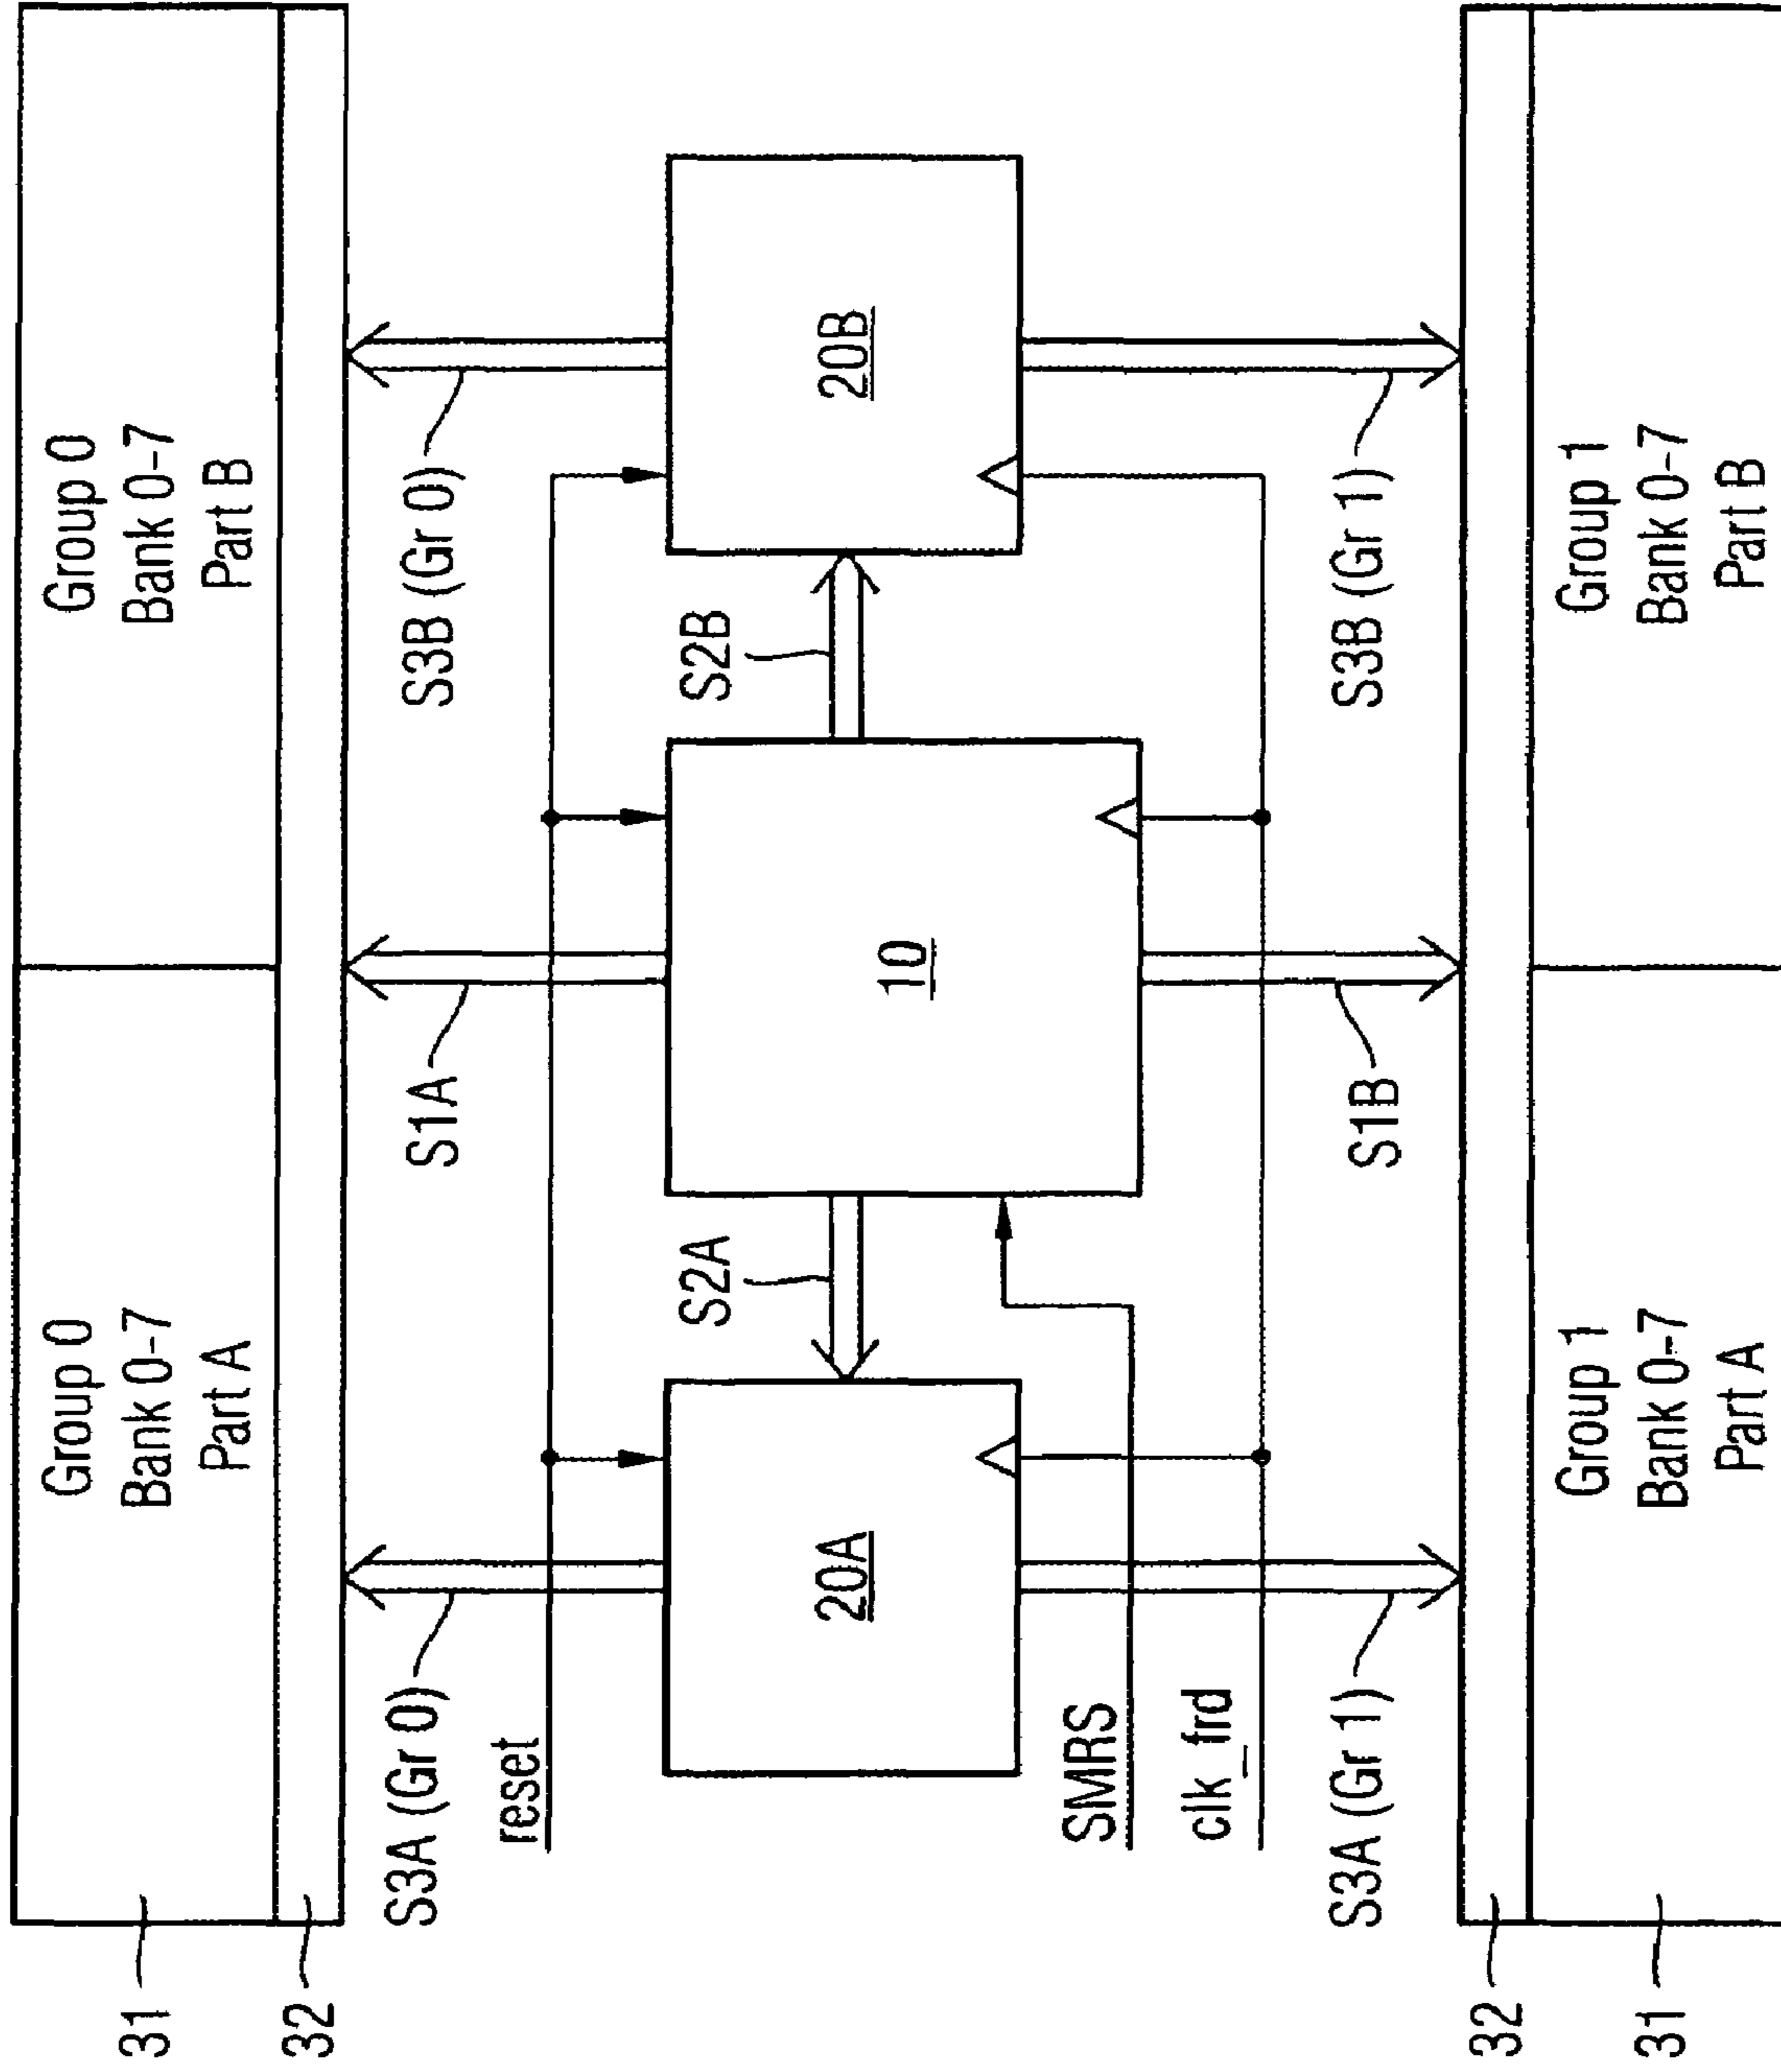 Group 0
Bank 0-7
Part A
Group 0
Bank 0-7
Part B
31
32
S3A (Gr 0)
S1A
S3B (Gr 0)
reset
S2A
S2B
20A
10
20B
SMRS
clk_frd
S3A (Gr 1)
S1B
S3B (Gr 1)
32
31
Group 1
Bank 0-7
Part A
Group 1
Bank 0-7
Part B